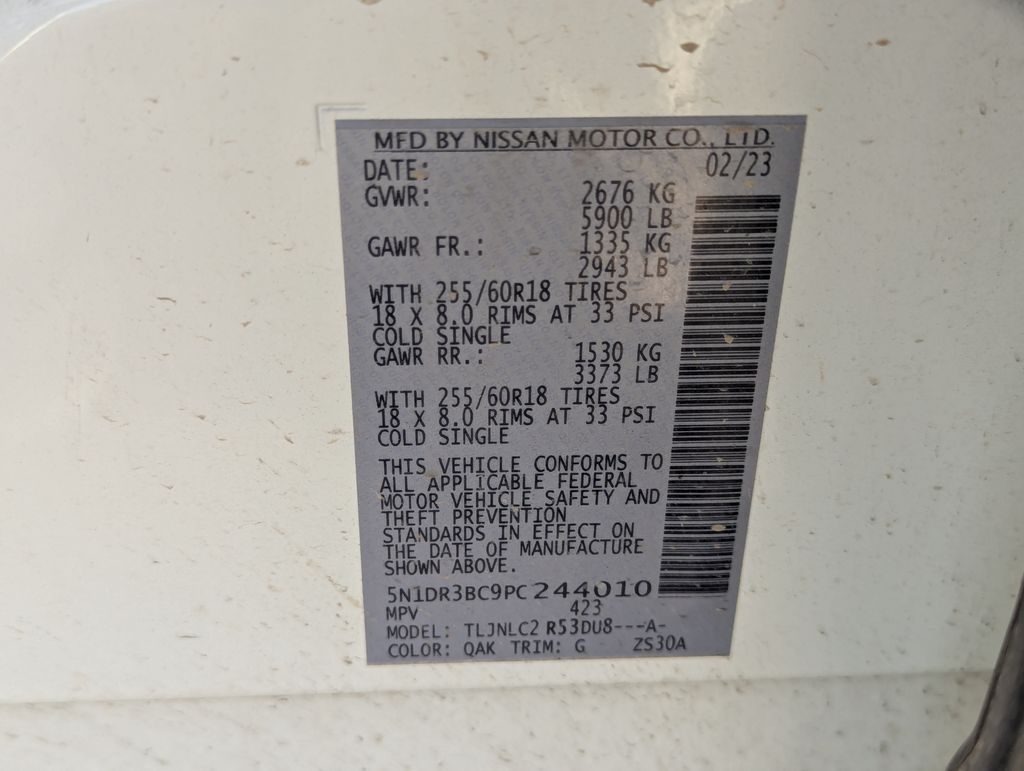 MFD BY NISSAN MOTOR CO., LTD.
DATE: 02/23
GVWR: 2676 KG
5900 LB
GAWR FR.: 1335 KG
2943 LB
WITH 255/60R18 TIRES
18 X 8.0 RIMS AT 33 PSI
COLD SINGLE
GAWR RR.: 1530 KG
3373 LB
WITH 255/60R18 TIRES
18 X 8.0 RIMS AT 33 PSI
COLD SINGLE
THIS VEHICLE CONFORMS TO
ALL APPLICABLE FEDERAL
MOTOR VEHICLE SAFETY AND
THEFT PREVENTION
STANDARDS IN EFFECT ON
THE DATE OF MANUFACTURE
SHOWN ABOVE.
5N1DR3BC9PC244010
MPV 423
MODEL: TLJNLC2 R53DU8---A-
COLOR: QAK TRIM: G ZS30A